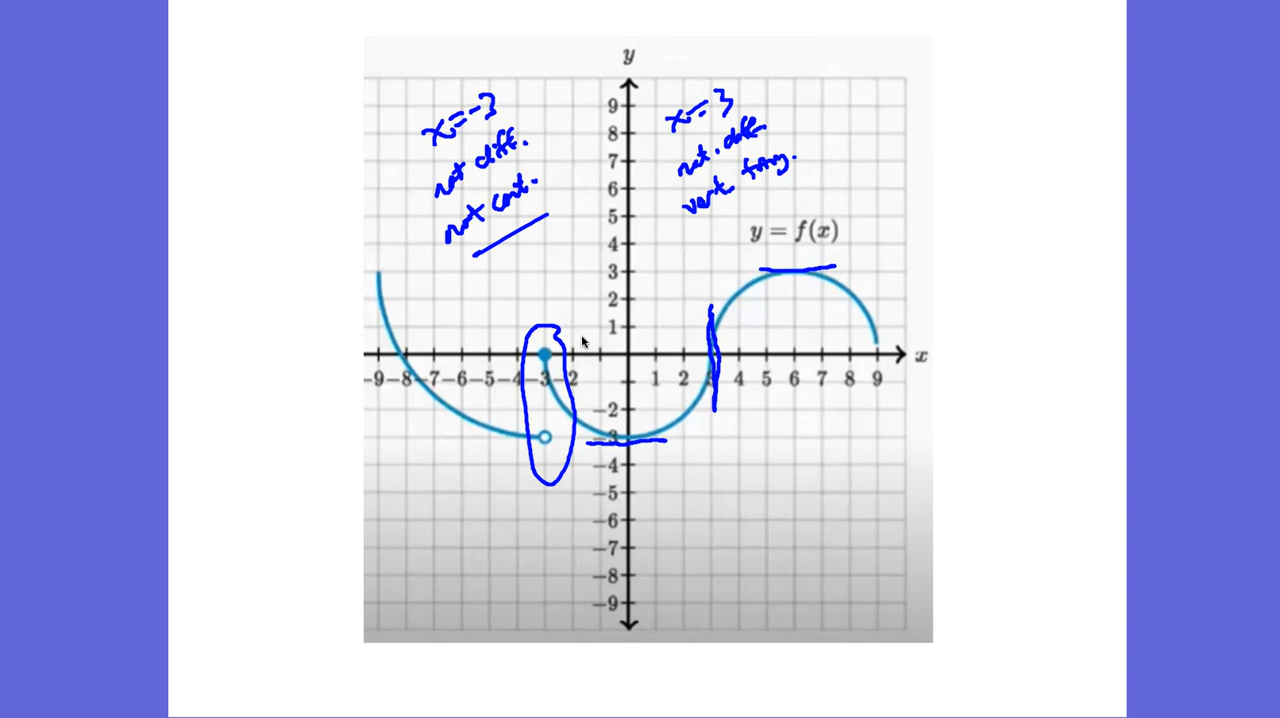 y
x=-3
not diff.
not cont.
x=3
not. diff.
vert tang.
y = f(x)
9
8
7
6
5
4
3
2
1
-9 -8 -7 -6 -5 -4 -3 -2 1 2 3 4 5 6 7 8 9
x
-2
-3
-4
-5
-6
-7
-8
-9